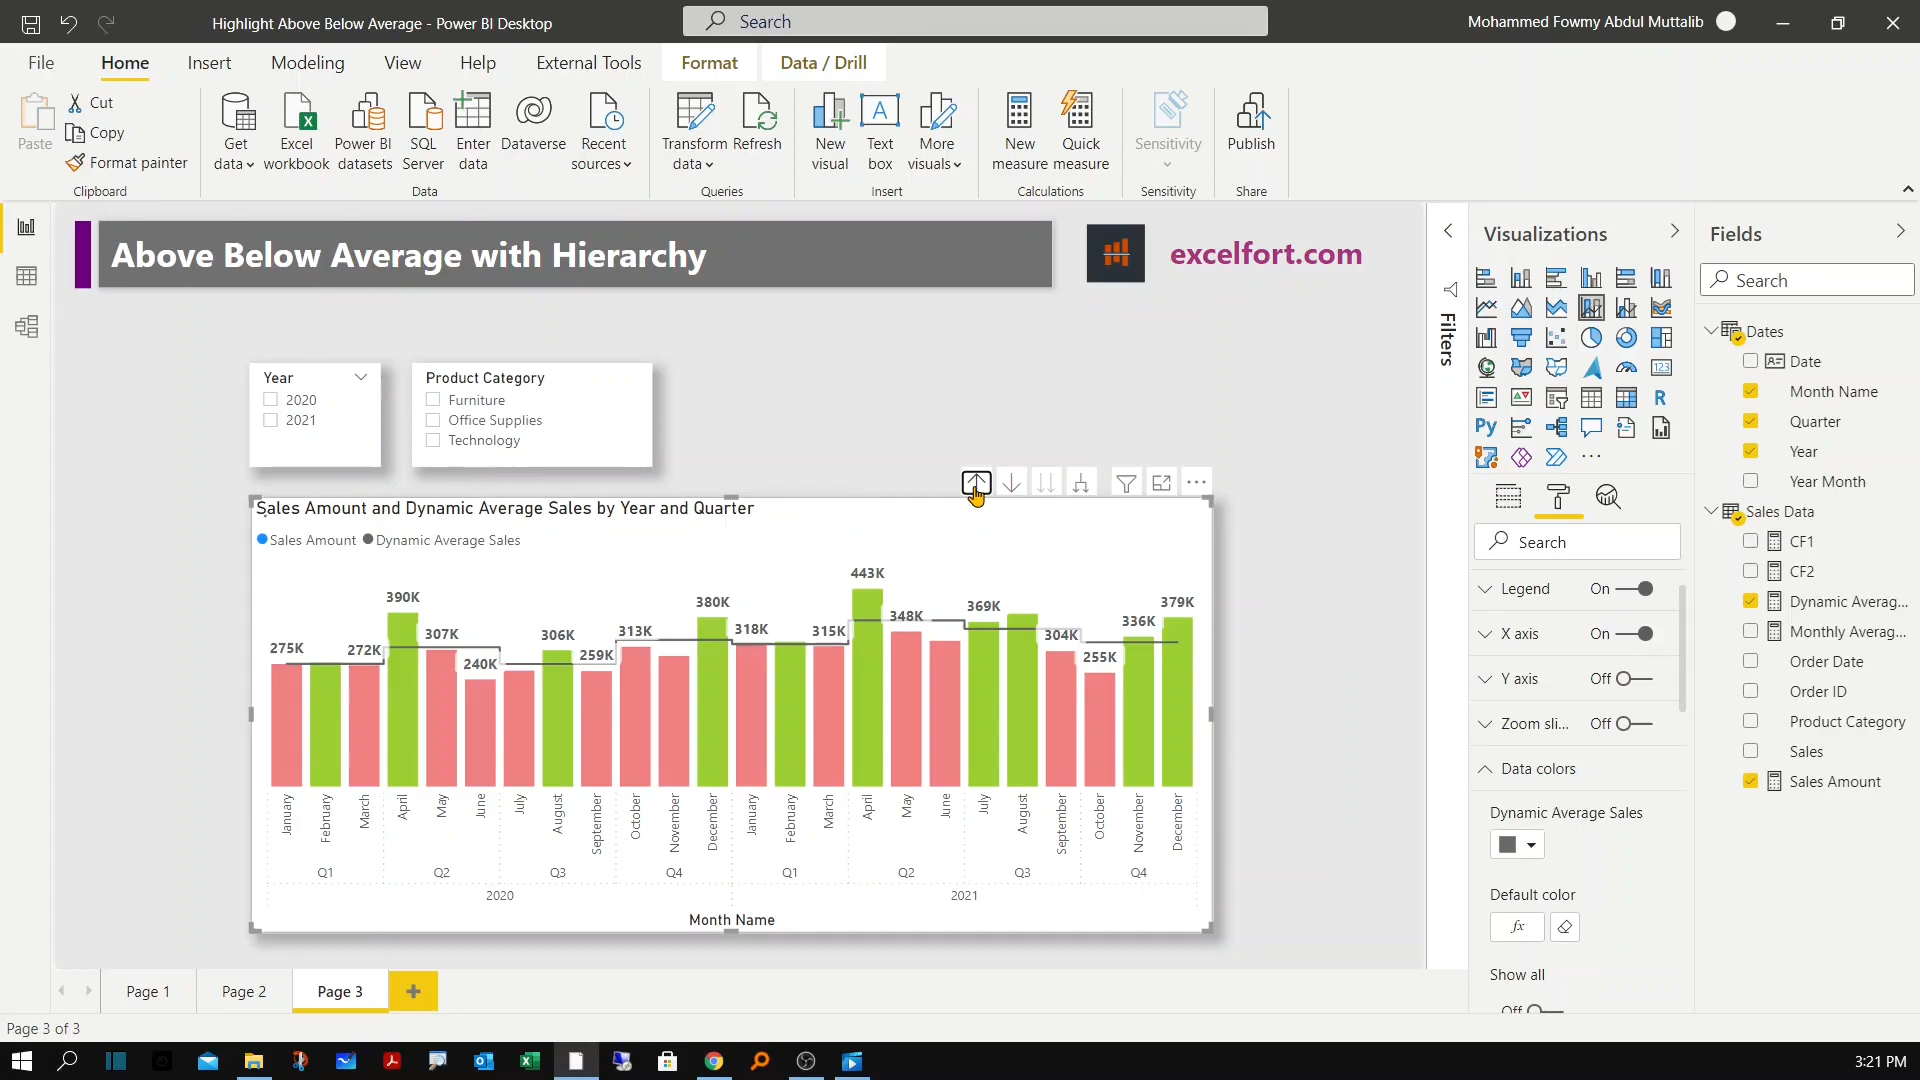 Highlight Above Below Average - Power BI Desktop
Search
Mohammed Fowmy Abdul Muttalib
File
Home
Insert
Modeling
View
Help
External Tools
Format
Data / Drill
Paste
Cut
Copy
Format painter
Clipboard
Get data
Excel workbook
Power BI datasets
SQL Server
Enter data
Dataverse
Recent sources
Data
Transform data
Refresh
Queries
New visual
Text box
More visuals
Insert
New measure
Quick measure
Calculations
Sensitivity
Sensitivity
Publish
Share
Above Below Average with Hierarchy
excelfort.com
Year
2020
2021
Product Category
Furniture
Office Supplies
Technology
Sales Amount and Dynamic Average Sales by Year and Quarter
Sales Amount
Dynamic Average Sales
275K
272K
390K
307K
240K
306K
259K
313K
380K
318K
315K
443K
348K
369K
304K
255K
336K
379K
January
February
March
April
May
June
July
August
September
October
November
December
January
February
March
April
May
June
July
August
September
October
November
December
Q1
Q2
Q3
Q4
Q1
Q2
Q3
Q4
2020
2021
Month Name
Filters
Visualizations
123
R
Py
Search
Legend
On
X axis
On
Y axis
Off
Zoom sli...
Off
Data colors
Dynamic Average Sales
Default color
fx
Show all
Off
Fields
Search
Dates
Date
Month Name
Quarter
Year
Year Month
Sales Data
CF1
CF2
Dynamic Averag...
Monthly Averag...
Order Date
Order ID
Product Category
Sales
Sales Amount
Page 1
Page 2
Page 3
Page 3 of 3
3:21 PM